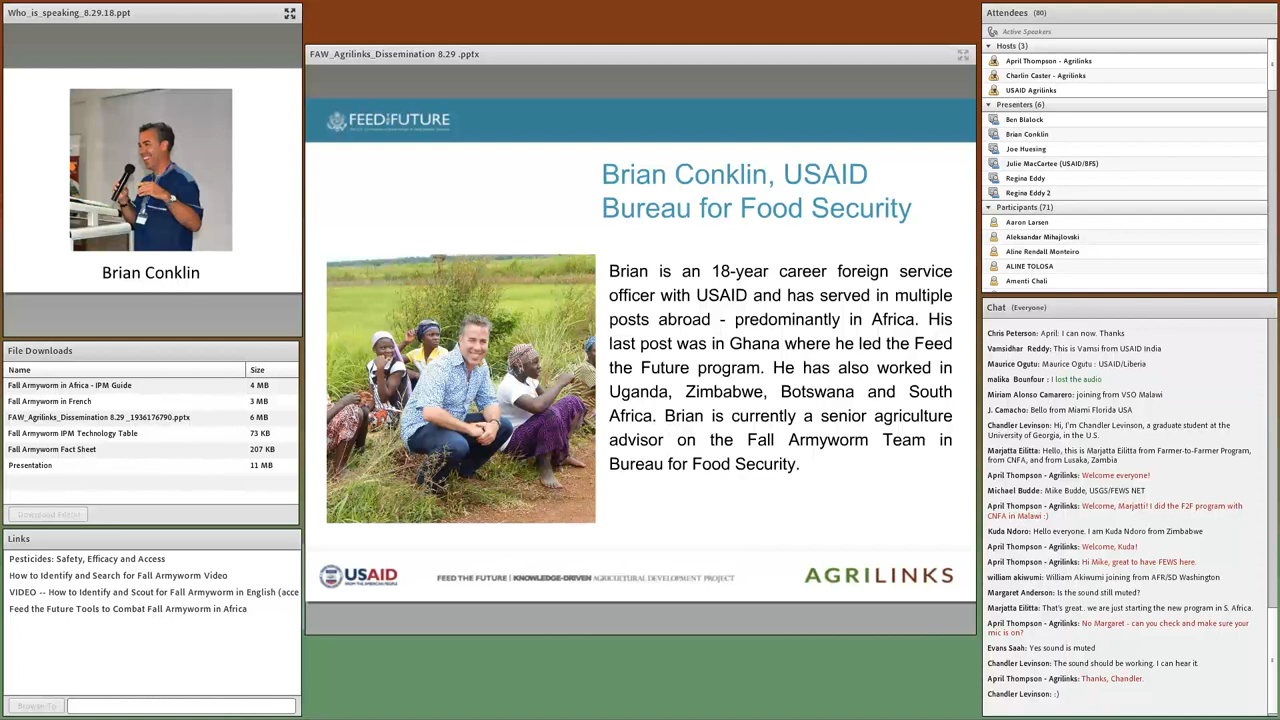 Who_is_speaking_8.29.18.ppt
Brian Conklin
File Downloads
Name Size
Fall Armyworm in Africa - IPM Guide 4 MB
Fall Armyworm in French 3 MB
FAW_Agrilinks_Dissemination 8.29 _1936176790.pptx 6 MB
Fall Armyworm IPM Technology Table 73 KB
Fall Armyworm Fact Sheet 207 KB
Presentation 11 MB
Links
Pesticides: Safety, Efficacy and Access
How to Identify and Search for Fall Armyworm Video
VIDEO -- How to Identify and Scout for Fall Armyworm in English (acce
Feed the Future Tools to Combat Fall Armyworm in Africa
Browse To
FAW_Agrilinks_Dissemination 8.29 .pptx
FEED THE FUTURE
Brian Conklin, USAID
Bureau for Food Security
Brian is an 18-year career foreign service
officer with USAID and has served in multiple
posts abroad - predominantly in Africa. His
last post was in Ghana where he led the Feed
the Future program. He has also worked in
Uganda, Zimbabwe, Botswana and South
Africa. Brian is currently a senior agriculture
advisor on the Fall Armyworm Team in
Bureau for Food Security.
USAID
FROM THE AMERICAN PEOPLE
FEED THE FUTURE | KNOWLEDGE-DRIVEN AGRICULTURAL DEVELOPMENT PROJECT
AGRILINKS
Attendees (80)
Active Speakers
Hosts (3)
April Thompson - Agrilinks
Charlin Caster - Agrilinks
USAID Agrilinks
Presenters (6)
Ben Blalock
Brian Conklin
Joe Huesing
Julie MacCartee (USAID/BFS)
Regina Eddy
Regina Eddy 2
Participants (71)
Aaron Larsen
Aleksandar Mihajlovski
Aline Rendall Monteiro
ALINE TOLOSA
Amenti Chali
Chat (Everyone)
Chris Peterson: April: I can now. Thanks
Vamsidhar Reddy: This is Vamsi from USAID India
Maurice Ogutu: Maurice Ogutu : USAID/Liberia
malika Bounfour : I lost the audio
Miriam Alonso Camarero: joining from VSO Malawi
J. Camacho: Bello from Miami Florida USA
Chandler Levinson: Hi, I'm Chandler Levinson, a graduate student at the
University of Georgia, in the U.S.
Marjatta Eilitta: Hello, this is Marjatta Eilitta from Farmer-to-Farmer Program,
from CNFA, and from Lusaka, Zambia
April Thompson - Agrilinks: Welcome everyone!
Michael Budde: Mike Budde, USGS/FEWS NET
April Thompson - Agrilinks: Welcome, Marjatti! I did the F2F program with
CNFA in Malawi :)
Kuda Ndoro: Hello everyone. I am Kuda Ndoro from Zimbabwe
April Thompson - Agrilinks: Welcome, Kuda!
April Thompson - Agrilinks: Hi Mike, great to have FEWS here.
william akiwumi: William Akiwumi joining from AFR/SD Washington
Margaret Anderson: Is the sound still muted?
Marjatta Eilitta: That's great.. we are just starting the new program in S. Africa.
April Thompson - Agrilinks: No Margaret - can you check and make sure your
mic is on?
Evans Saah: Yes sound is muted
Chandler Levinson: The sound should be working. I can hear it.
April Thompson - Agrilinks: Thanks, Chandler.
Chandler Levinson: :)